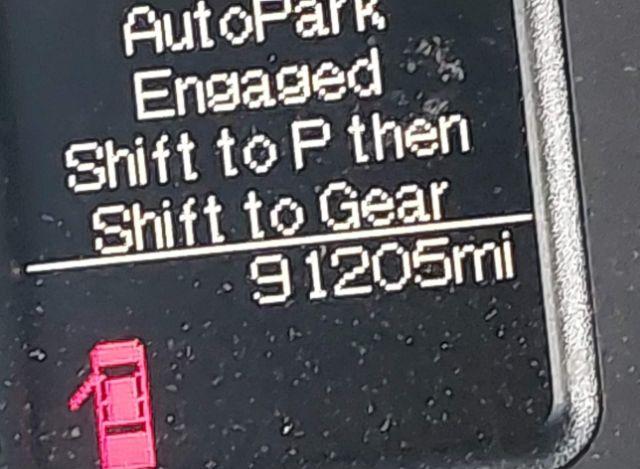 AutoPark
Engaged
Shift to P then
Shift to Gear
91205mi